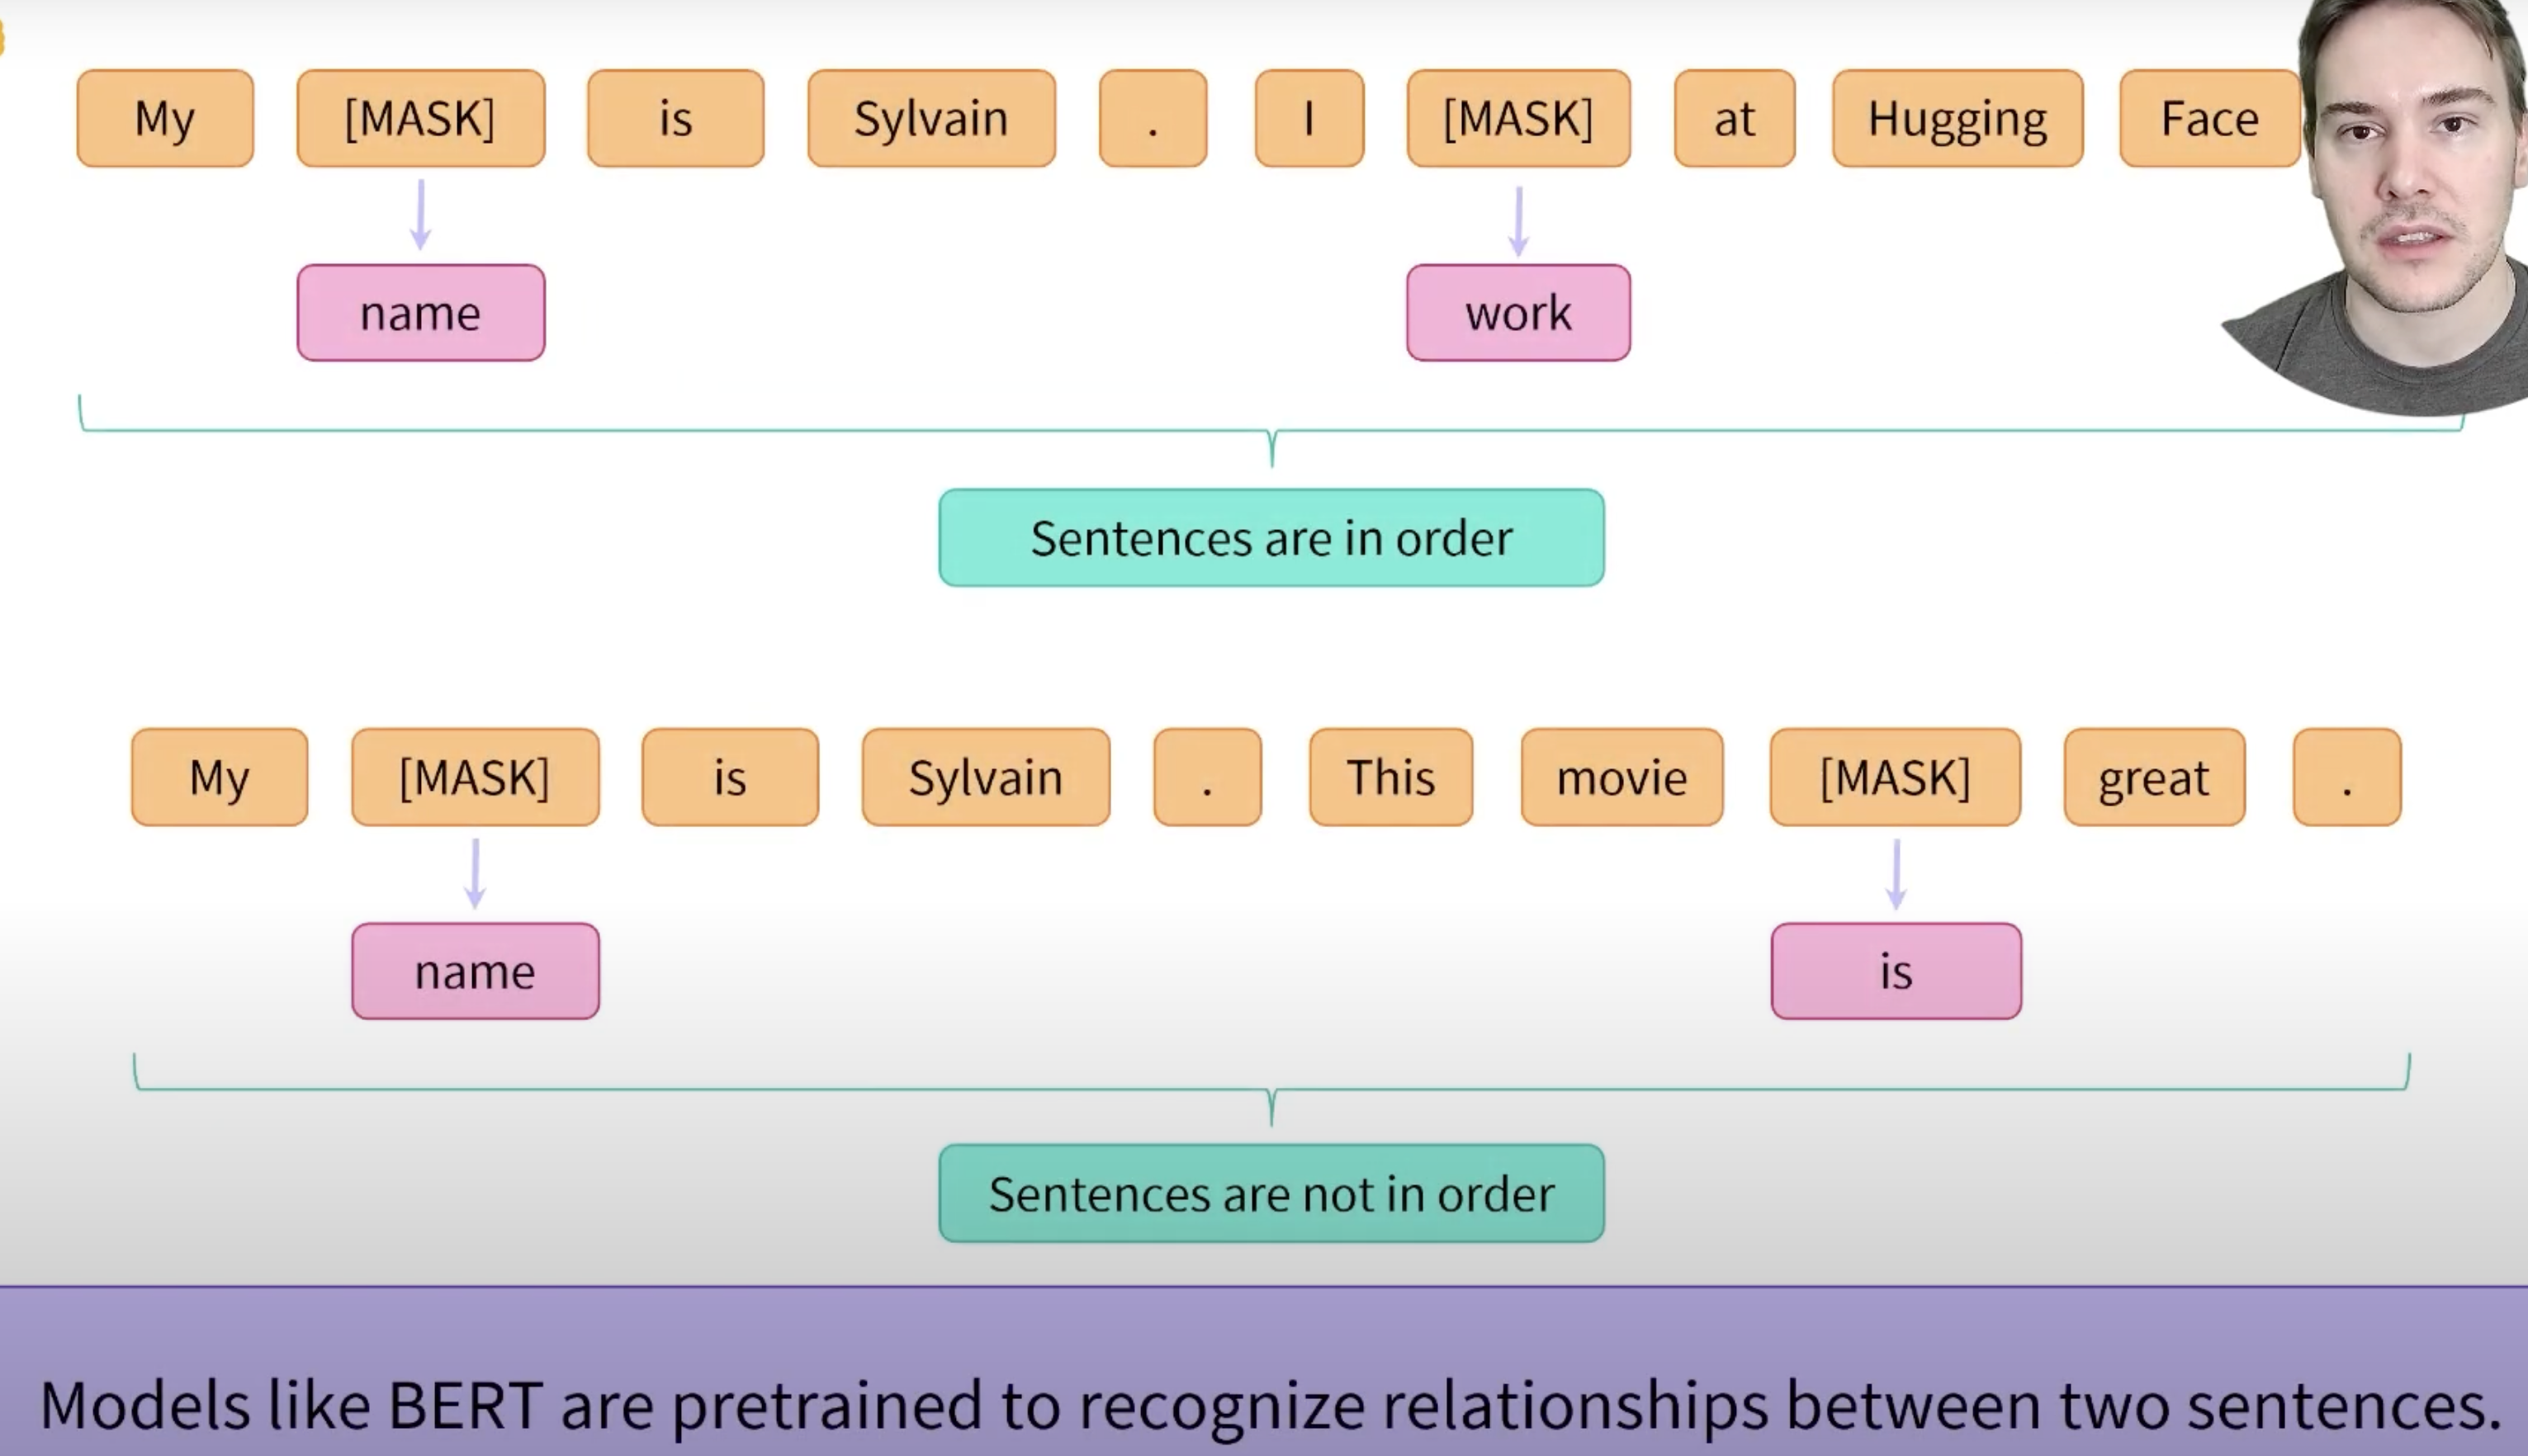 My [MASK] is Sylvain . I [MASK] at Hugging Face
name work
Sentences are in order
My [MASK] is Sylvain . This movie [MASK] great .
name is
Sentences are not in order
Models like BERT are pretrained to recognize relationships between two sentences.